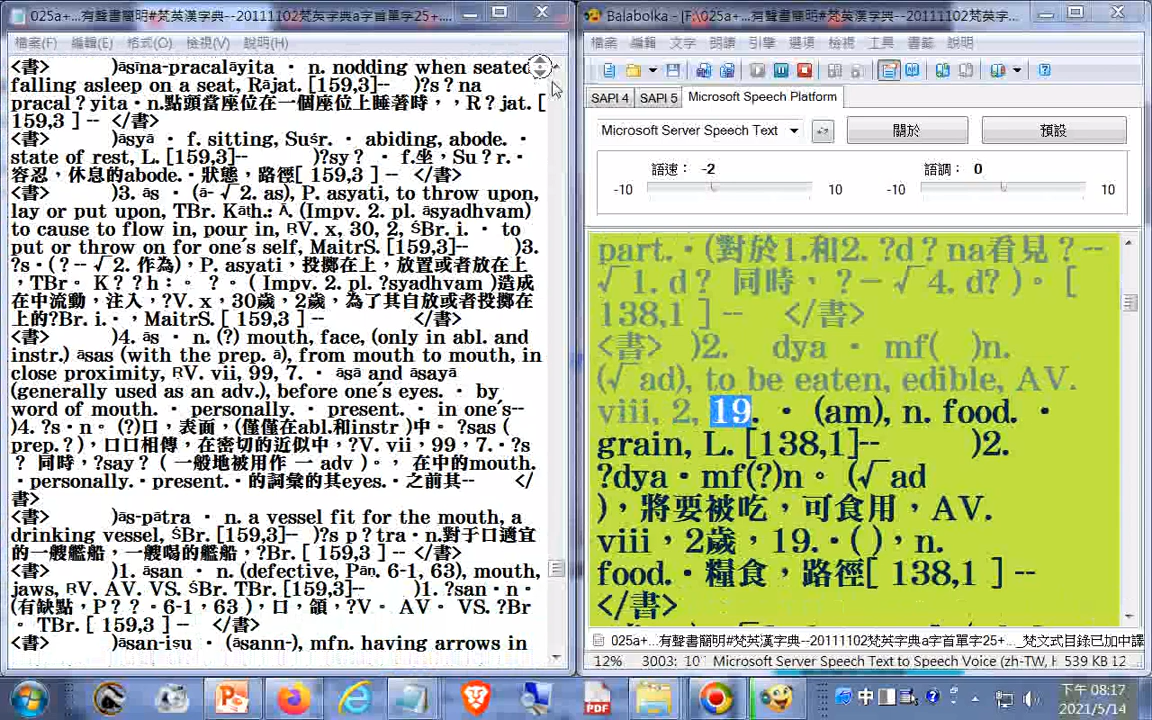 025a+...有聲書簡明#梵英漢字典--20111102梵英字典a字首單字25+...
檔案(F) 編輯(E) 格式(O) 檢視(V) 說明(H)
<書> )āsīna-pracalāyita ‧ n. nodding when seated,
falling asleep on a seat, Rājat. [159,3]-- )?s?na
pracal?yita‧n.點頭當座位在一個座位上睡著時，, R?jat. [
159,3 ] -- </書>
<書> )āsyā ‧ f. sitting, Suśr. ‧ abiding, abode. ‧
state of rest, L. [159,3]-- )?sy?‧ f.坐，Su?r.‧
容忍，休息的abode.‧狀態，路徑[ 159,3 ] -- </書>
<書> )3. ās ‧ (ā-√2. as), P. asyati, to throw upon,
lay or put upon, TBr. Kāṭh.: Ā. (Impv. 2. pl. āsyadhvam)
to cause to flow in, pour in, RV. x, 30, 2, ŚBr. i. ‧ to
put or throw on for one's self, MaitrS. [159,3]-- )3.
?s‧(?--√2. 作為)，P. asyati，投擲在上，放置或者放在上
，TBr. K??h：。?。( Impv. 2. pl. ?syadhvam )造成
在中流動，注入，?V. x，30歲，2歲，為了其自放或者投擲在
上的?Br. i.‧，MaitrS. [ 159,3 ] -- </書>
<書> )4. ās ‧ n. (?) mouth, face, (only in abl. and
instr.) āsas (with the prep. ā), from mouth to mouth, in
close proximity, RV. vii, 99, 7. ‧ āsā and āsayā
(generally used as an adv.), before one's eyes. ‧ by
word of mouth. ‧ personally. ‧ present. ‧ in one's--
)4. ?s‧n. (?)口，表面，(僅僅在abl.和instr )中。?sas (
prep.?)，口口相傳，在密切的近似中，?V. vii，99，7.‧?s
? 同時，?say? ( 一般地被用作 一 adv )。， 在中的mouth.
‧personally.‧present.‧的詞彙的其eyes.‧之前其-- </
書>
<書> )ās-pātra ‧ n. a vessel fit for the mouth, a
drinking vessel, ŚBr. [159,3]-- )?s p?tra‧n.對于口適宜
的一艘艦船，一艘喝的艦船，?Br. [ 159,3 ] -- </書>
<書> )1. āsan ‧ n. (defective, Pāṇ. 6-1, 63), mouth,
jaws, RV. AV. VS. ŚBr. TBr. [159,3]-- )1. ?san‧n‧
(有缺點，P??‧6-1，63 )，口，頜，?V‧ AV‧ VS. ?Br
‧ TBr. [ 159,3 ] -- </書>
<書> )āsan-iṣu ‧ (āsann-), mfn. having arrows in
Balabolka - [F:\025a+...有聲書簡明#梵英漢字典--20111102梵英字...
檔案 編輯 文字 朗讀 引擎 選項 檢視 工具 書籤 說明
SAPI 4 SAPI 5 Microsoft Speech Platform
Microsoft Server Speech Text 關於 預設
語速： -2 語調： 0
-10 10 -10 10
part.‧(對於1.和2. ?d?na看見?--
√1. d? 同時，?－√4. d? )。[
138,1 ] -- </書>
<書> )2. dya ‧ mf( )n.
(√ad), to be eaten, edible, AV.
viii, 2, 19. ‧ (am), n. food. ‧
grain, L. [138,1]-- )2.
?dya‧mf(?)n。(√ad
)，將要被吃，可食用，AV.
viii，2歲，19.‧( )，n.
food.‧糧食，路徑[ 138,1 ] --
</書>
025a+...有聲書簡明#梵英漢字典--20111102梵英字典a字首單字25+..._梵文式目錄已加中譯
12% 3003: 10 Microsoft Server Speech Text to Speech Voice (zh-TW, H 539 KB 12
PDF 中 下午 08:17
2021/5/14